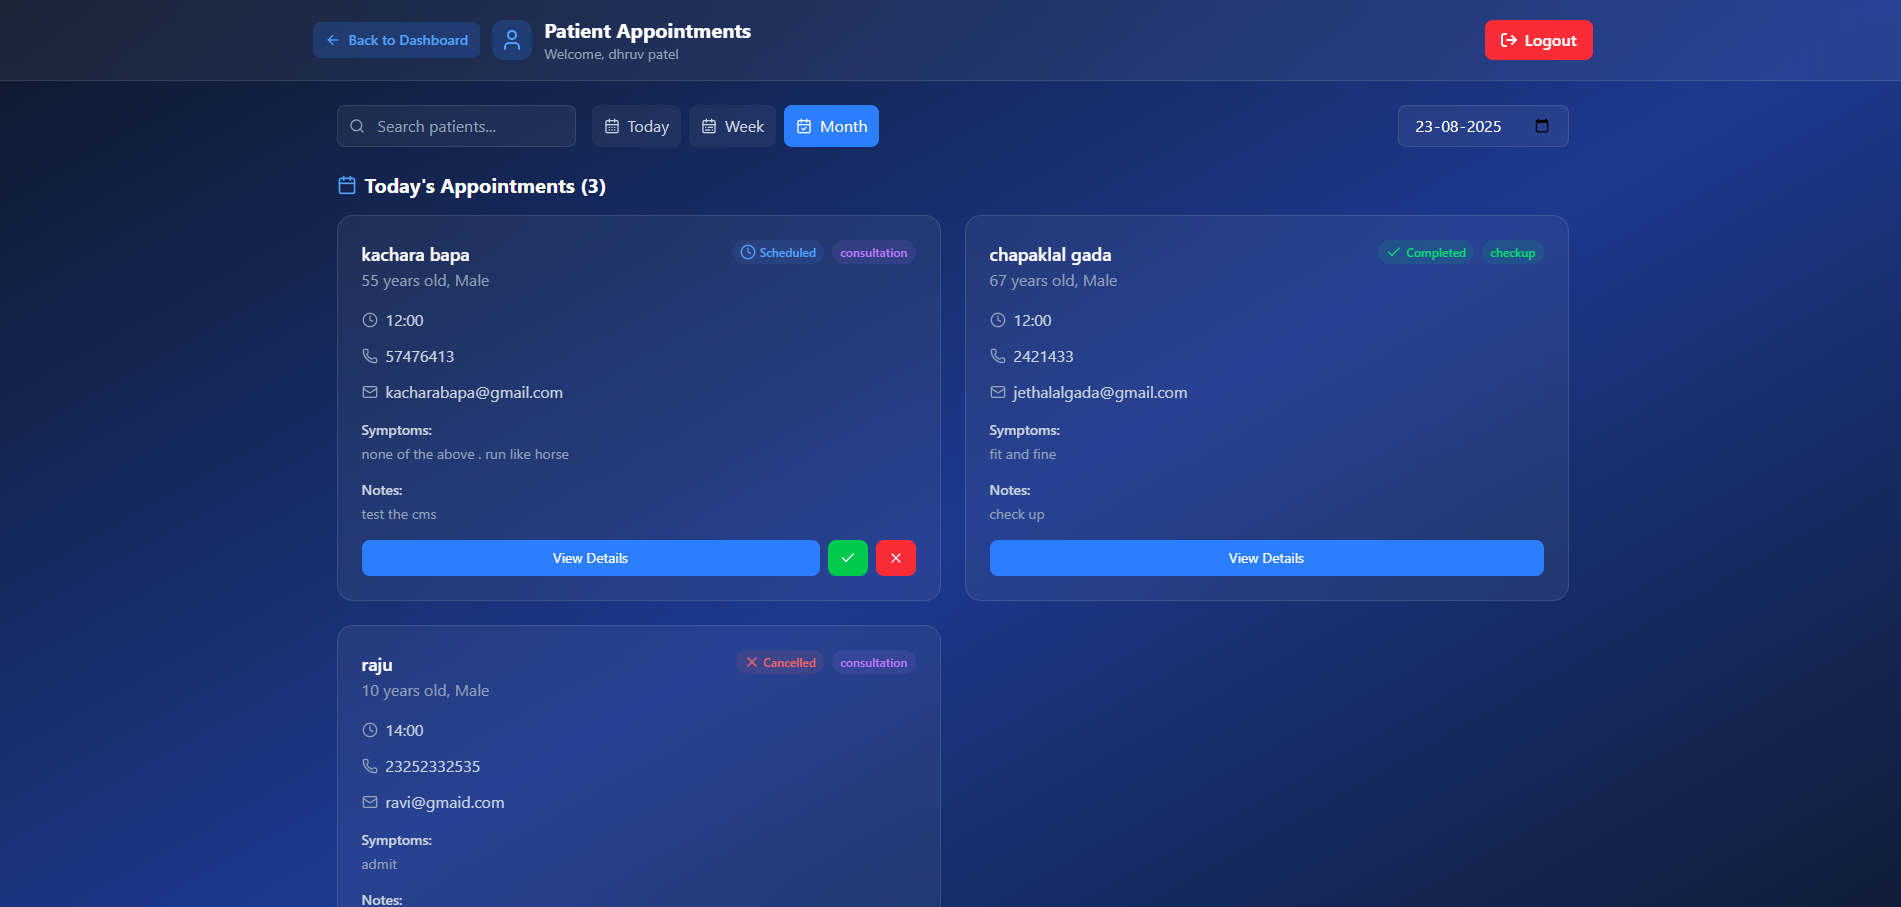 Back to Dashboard
Patient Appointments
Welcome, dhruv patel
Logout
Search patients...
Today
Week
Month
23-08-2025
Today's Appointments (3)
kachara bapa
Scheduled
consultation
55 years old, Male
12:00
57476413
kacharabapa@gmail.com
Symptoms:
none of the above . run like horse
Notes:
test the cms
View Details
chapaklal gada
Completed
checkup
67 years old, Male
12:00
2421433
jethalalgada@gmail.com
Symptoms:
fit and fine
Notes:
check up
View Details
raju
Cancelled
consultation
10 years old, Male
14:00
23252332535
ravi@gmaid.com
Symptoms:
admit
Notes: